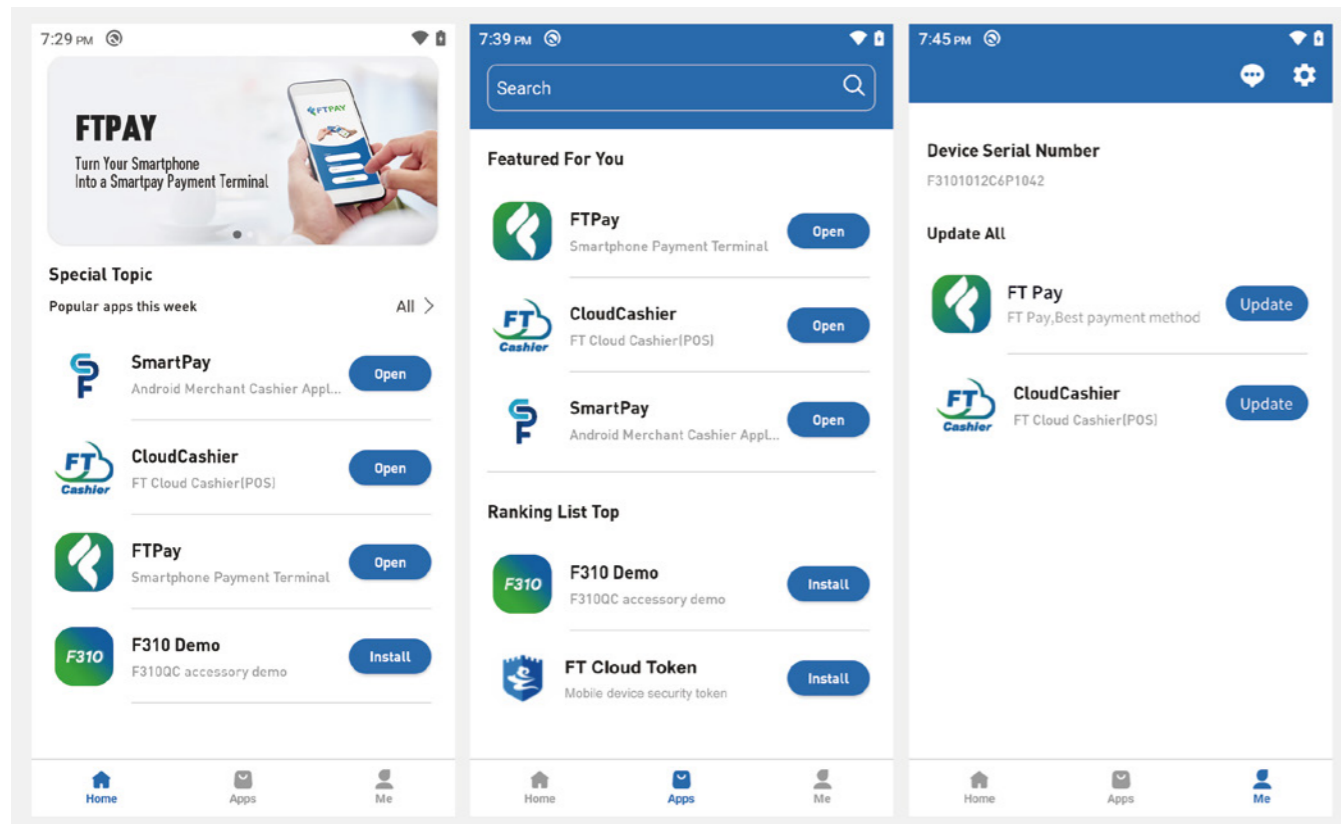 7:29 PM
FTPAY
FTPAY
Turn Your Smartphone
Into a Smartpay Payment Terminal
Special Topic
Popular apps this week
All
SF
SmartPay
Android Merchant Cashier Appl...
Open
FT
Cashier
CloudCashier
FT Cloud Cashier(POS)
Open
FTPay
Smartphone Payment Terminal
Open
F310
F310 Demo
F310QC accessory demo
Install
Home
Apps
Me
7:39 PM
Search
Featured For You
FTPay
Smartphone Payment Terminal
Open
FT
Cashier
CloudCashier
FT Cloud Cashier(POS)
Open
SF
SmartPay
Android Merchant Cashier Appl...
Open
Ranking List Top
F310
F310 Demo
F310QC accessory demo
Install
FT Cloud Token
Mobile device security token
Install
Home
Apps
Me
7:45 PM
Device Serial Number
F3101012C6P1042
Update All
FT Pay
FT Pay,Best payment method
Update
FT
Cashier
CloudCashier
FT Cloud Cashier(POS)
Update
Home
Apps
Me